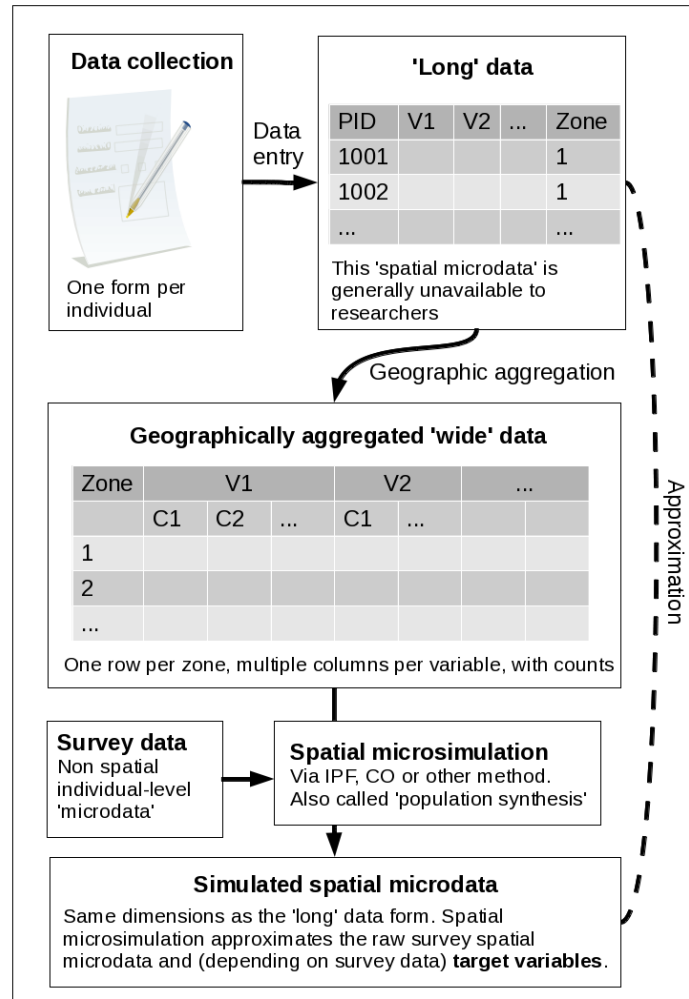 Data collection
One form per
individual
Data
entry
'Long' data
PID V1 V2 ... Zone
1001 1
1002 1
... ...
This 'spatial microdata' is
generally unavailable to
researchers
Geographic aggregation
Geographically aggregated 'wide' data
Zone V1 V2 ...
C1 C2 ... C1 ...
1
2
...
One row per zone, multiple columns per variable, with counts
Approximation
Survey data
Non spatial
individual-level
'microdata'
Spatial microsimulation
Via IPF, CO or other method.
Also called 'population synthesis'
Simulated spatial microdata
Same dimensions as the 'long' data form. Spatial
microsimulation approximates the raw survey spatial
microdata and (depending on survey data) target variables.